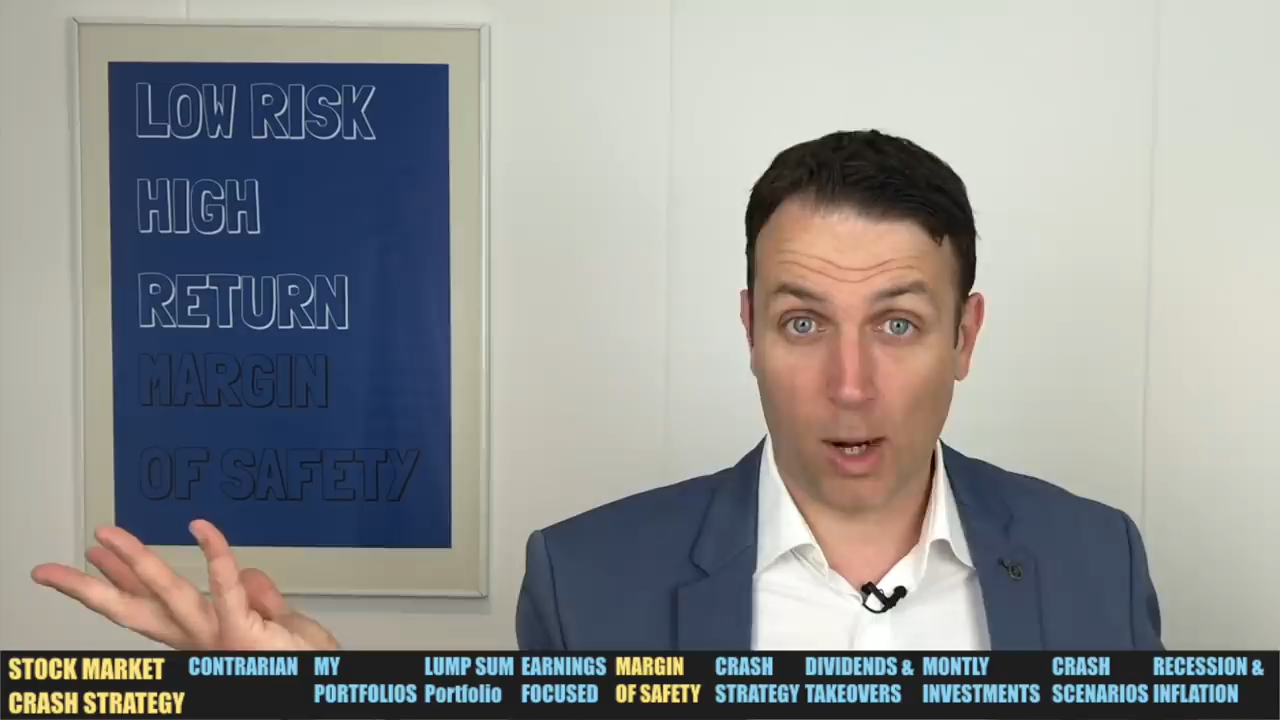 LOW RISK
HIGH
RETURN
MARGIN
OF SAFETY
STOCK MARKET
CRASH STRATEGY
CONTRARIAN
MY
PORTFOLIOS
LUMP SUM
Portfolio
EARNINGS
FOCUSED
MARGIN
OF SAFETY
CRASH
STRATEGY
DIVIDENDS &
TAKEOVERS
MONTLY
INVESTMENTS
CRASH
SCENARIOS
RECESSION &
INFLATION